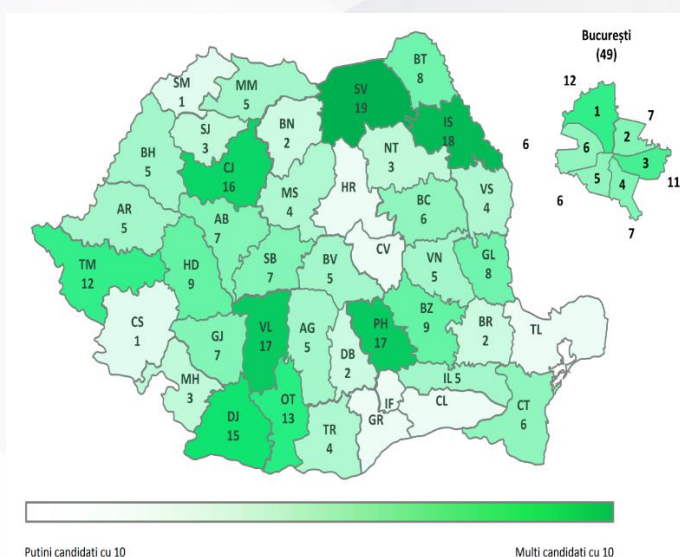 București
(49)
BT
8
SM
1
MM
5
SV
19
12
1
7
2
6
3
5
4
11
6
7
6
SJ
3
BN
2
IS
18
NT
3
BH
5
CJ
16
HR
MS
4
VS
4
BC
6
AR
5
AB
7
TM
12
HD
9
SB
7
BV
5
CV
VN
5
GL
8
CS
1
GJ
7
VL
17
AG
5
PH
17
BZ
9
BR
2
TL
DB
2
MH
3
IL 5
OT
13
IF
CL
CT
6
DJ
15
TR
4
GR
Putini candidati cu 10
Multi candidati cu 10